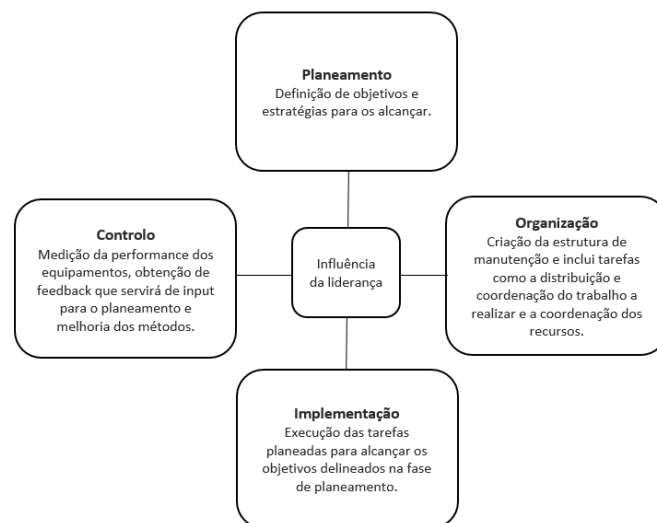 Planeamento
Definição de objetivos e
estratégias para os alcançar.
Controlo
Medição da performance dos
equipamentos, obtenção de
feedback que servirá de input
para o planeamento e
melhoria dos métodos.
Influência
da liderança
Organização
Criação da estrutura de
manutenção e inclui tarefas
como a distribuição e
coordenação do trabalho a
realizar e a coordenação dos
recursos.
Implementação
Execução das tarefas
planeadas para alcançar os
objetivos delineados na fase
de planeamento.